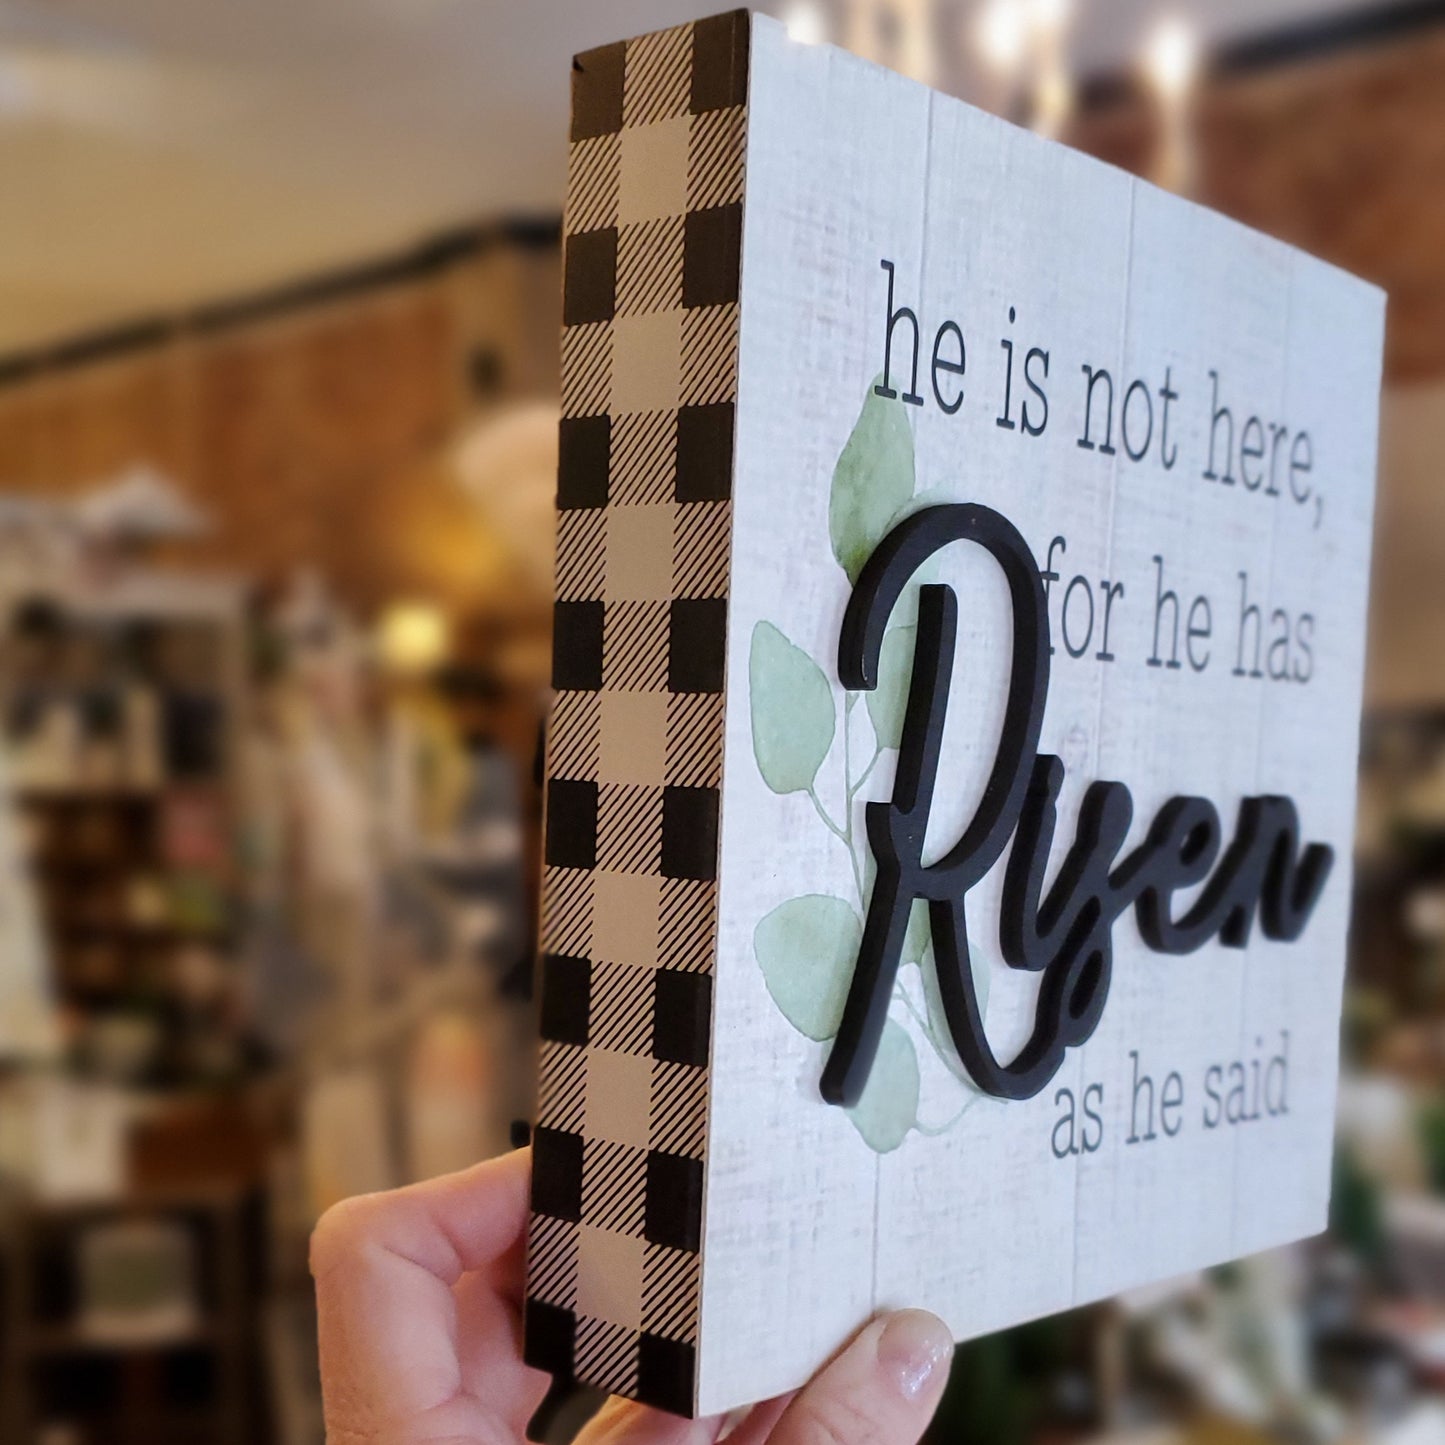 he is not here,
for he has
Risen
as he said